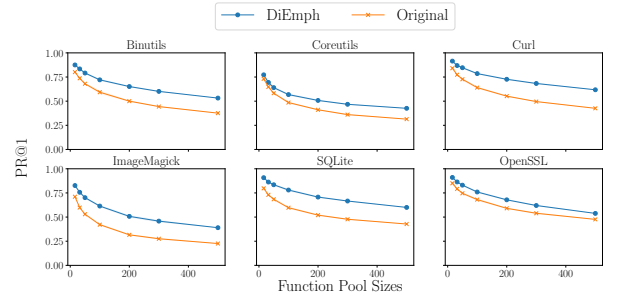 DiEmph Original
Binutils Coreutils Curl
1.00
0.75
0.50
0.25
0.00
ImageMagick SQLite OpenSSL
1.00
0.75
0.50
0.25
0.00
0 200 400 0 200 400 0 200 400
PR@1
Function Pool Sizes